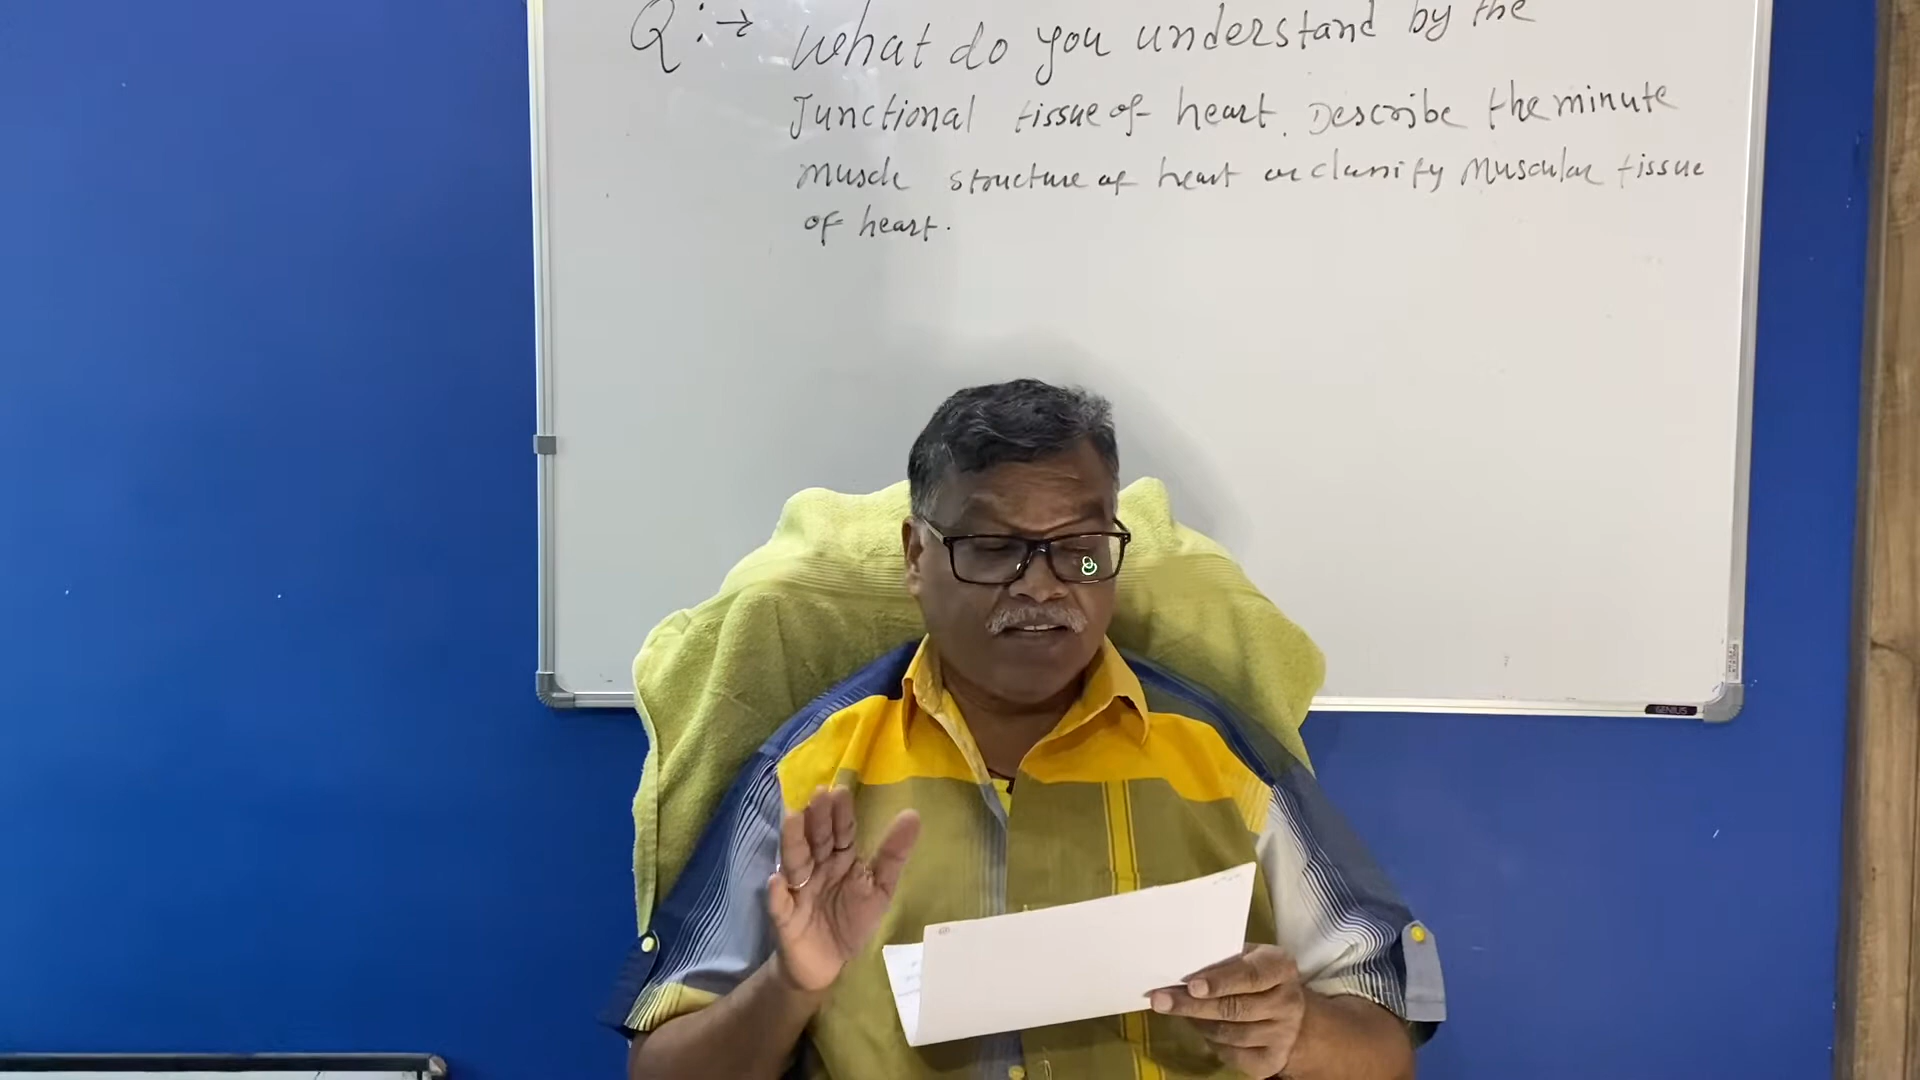 Q:→ What do you understand by the
Junctional tissue of heart. Describe the minute
muscle structure of heart or classify Muscular tissue
of heart.
GENIUS